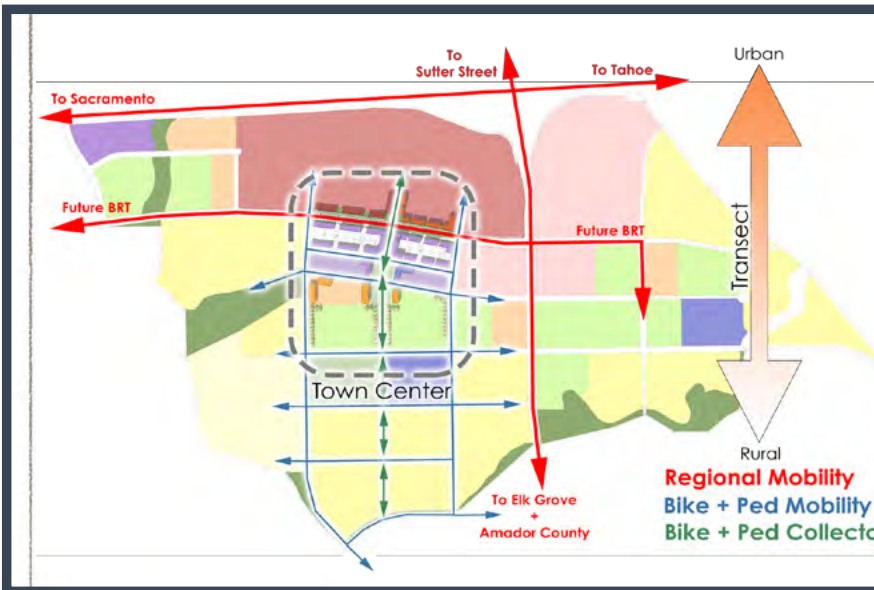 To
Sutter Street
To Tahoe
Urban
To Sacramento
Future BRT
Future BRT
Transect
Town Center
Rural
To Elk Grove
+
Amador County
Regional Mobility
Bike + Ped Mobility
Bike + Ped Collecto